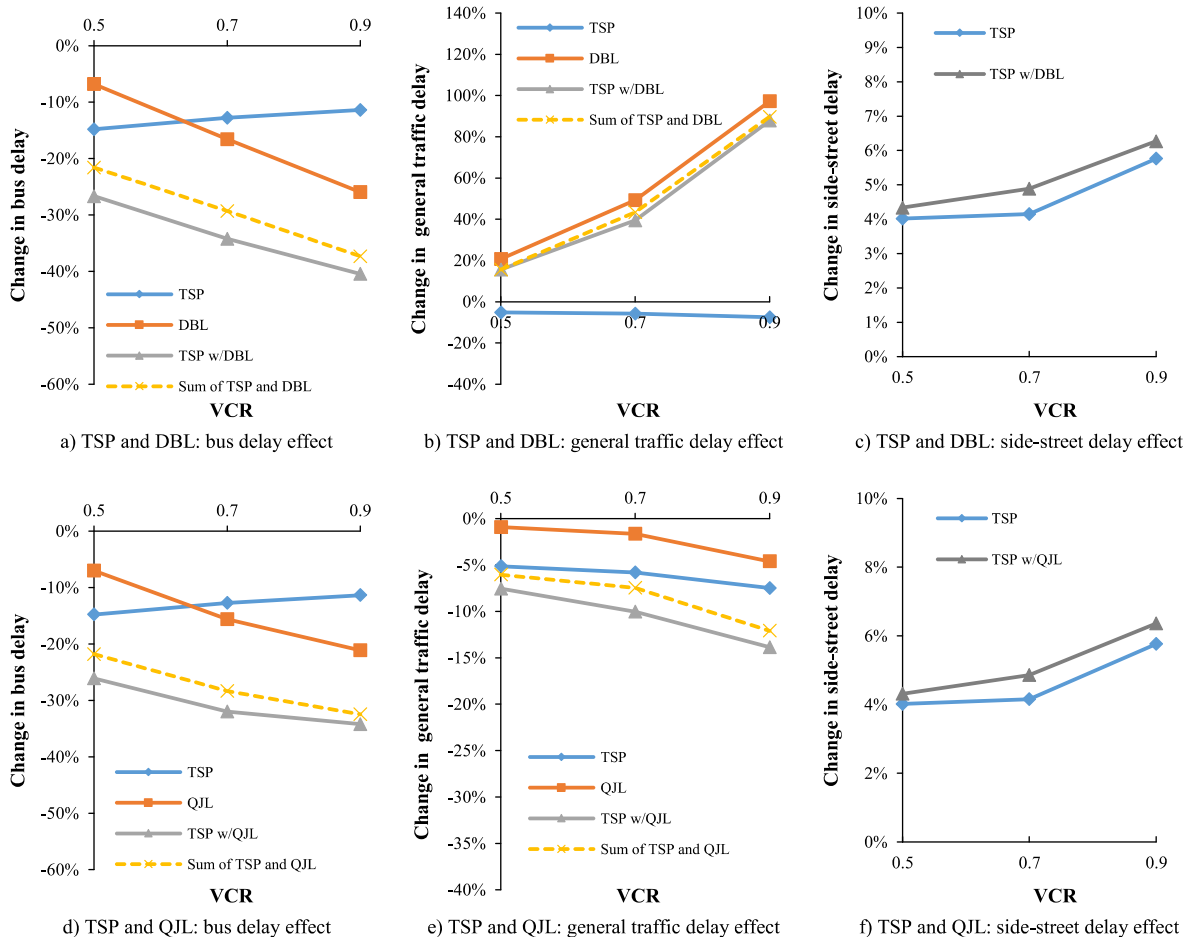 0.5 0.7 0.9
0%
-10%
-20%
-30%
-40%
-50%
-60%
Change in bus delay
TSP
DBL
TSP w/DBL
Sum of TSP and DBL
VCR
a) TSP and DBL: bus delay effect
140%
120%
100%
80%
60%
40%
20%
0%
-20%
-40%
0.5 0.7 0.9
Change in general traffic delay
TSP
DBL
TSP w/DBL
Sum of TSP and DBL
VCR
b) TSP and DBL: general traffic delay effect
10%
9%
8%
7%
6%
5%
4%
3%
2%
1%
0%
Change in side-street delay
TSP
TSP w/DBL
0.5 0.7 0.9
VCR
c) TSP and DBL: side-street delay effect
0.5 0.7 0.9
0%
-10%
-20%
-30%
-40%
-50%
-60%
Change in bus delay
TSP
QJL
TSP w/QJL
Sum of TSP and QJL
VCR
d) TSP and QJL: bus delay effect
0.5 0.7 0.9
0%
-5%
-10%
-15%
-20%
-25%
-30%
-35%
-40%
Change in general traffic delay
TSP
QJL
TSP w/QJL
Sum of TSP and QJL
VCR
e) TSP and QJL: general traffic delay effect
10%
8%
6%
4%
2%
0%
Change in side-street delay
TSP
TSP w/QJL
0.5 0.7 0.9
VCR
f) TSP and QJL: side-street delay effect